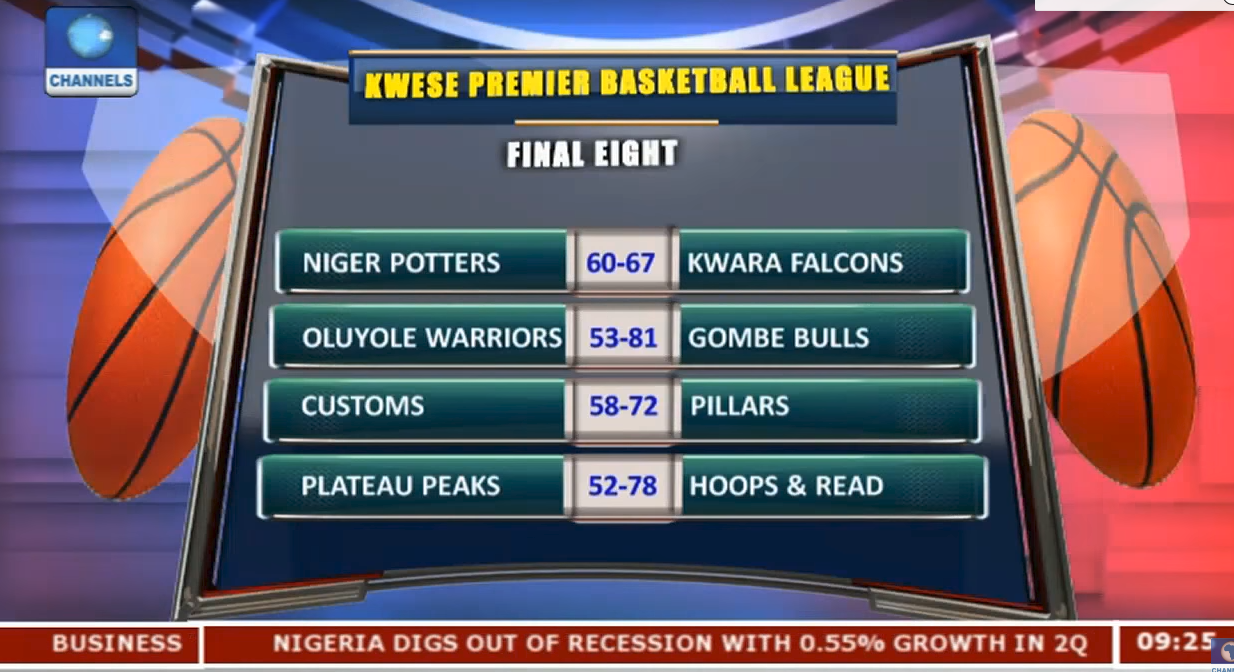 CHANNELS
KWESE PREMIER BASKETBALL LEAGUE
FINAL EIGHT
NIGER POTTERS 60-67 KWARA FALCONS
OLUYOLE WARRIORS 53-81 GOMBE BULLS
CUSTOMS 58-72 PILLARS
PLATEAU PEAKS 52-78 HOOPS & READ
BUSINESS NIGERIA DIGS OUT OF RECESSION WITH 0.55% GROWTH IN 2Q 09:25